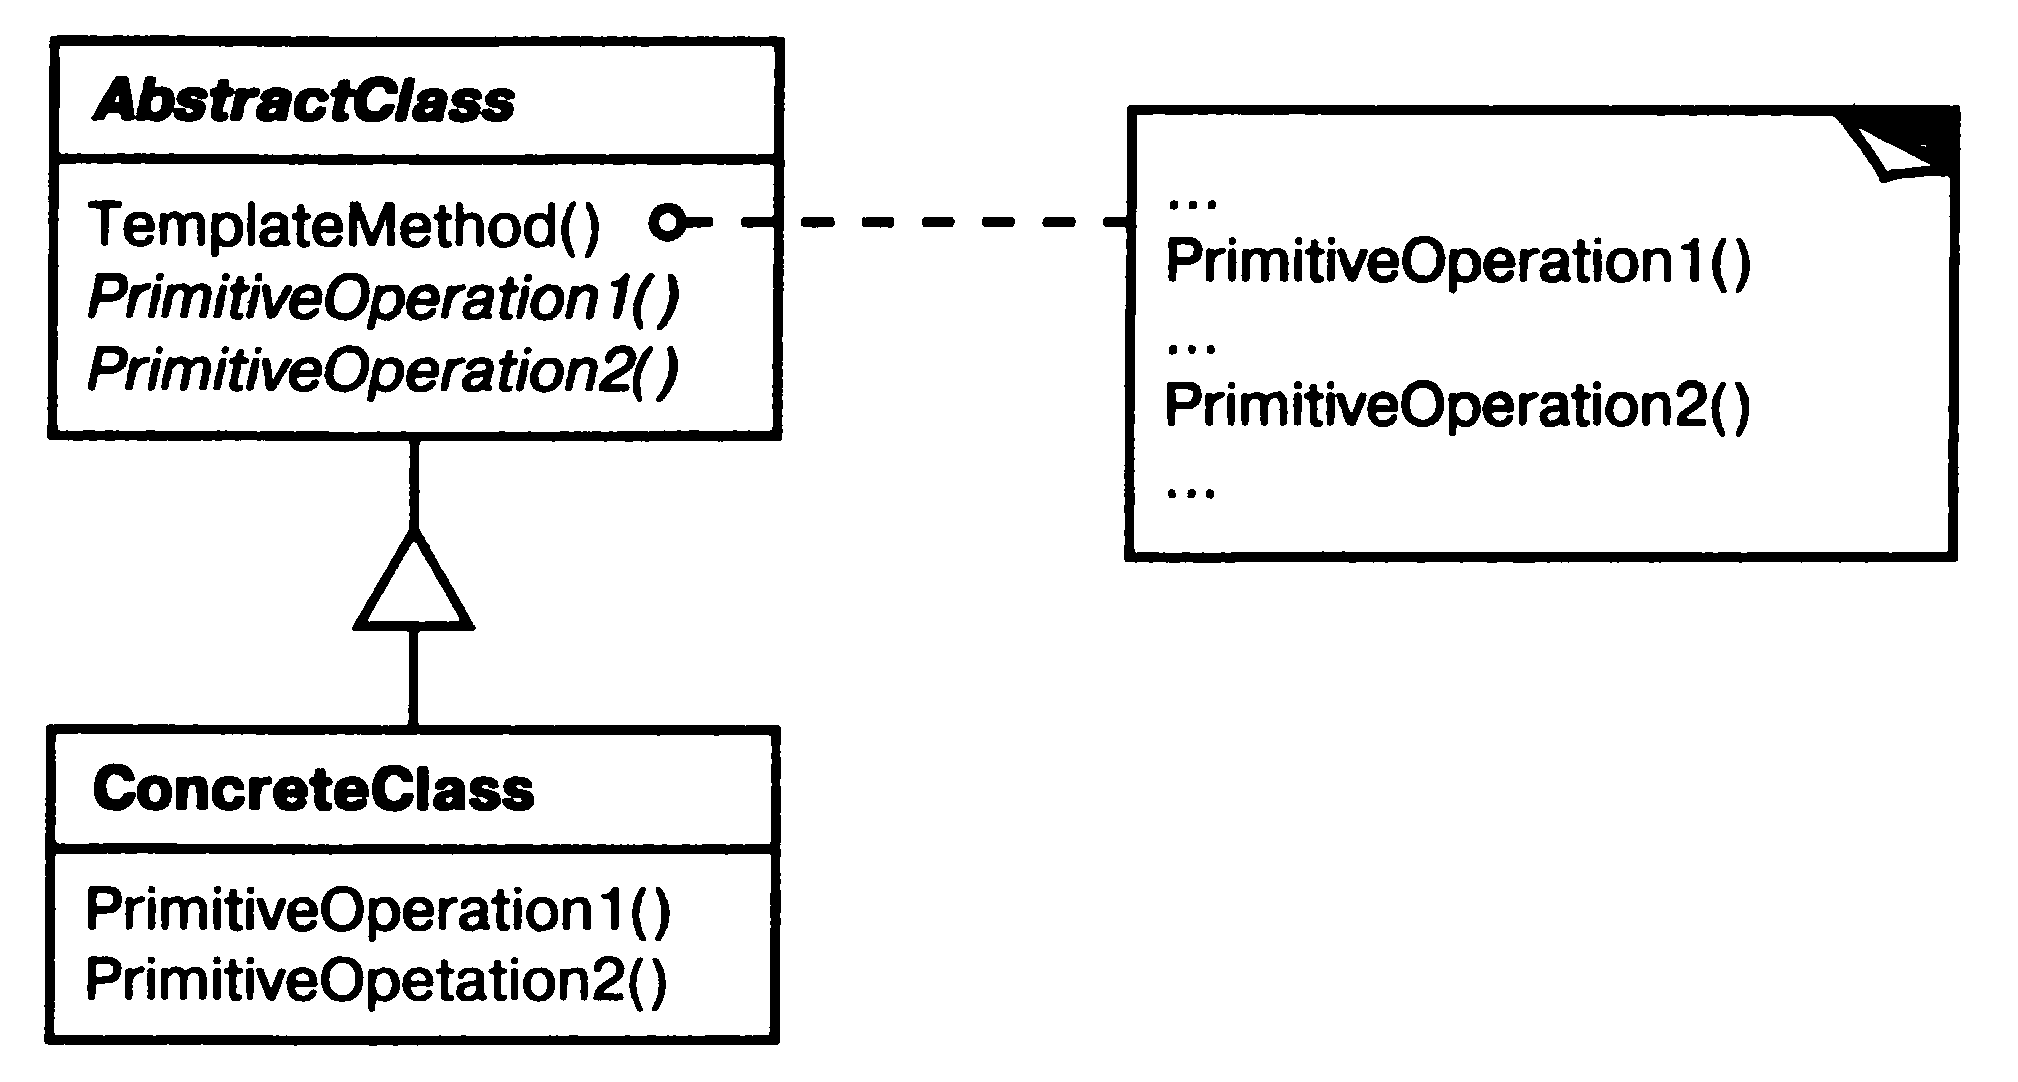 AbstractClass
TemplateMethod()
PrimitiveOperation1()
PrimitiveOperation2()
...
PrimitiveOperation1()
...
PrimitiveOperation2()
...
ConcreteClass
PrimitiveOperation1()
PrimitiveOpetation2()